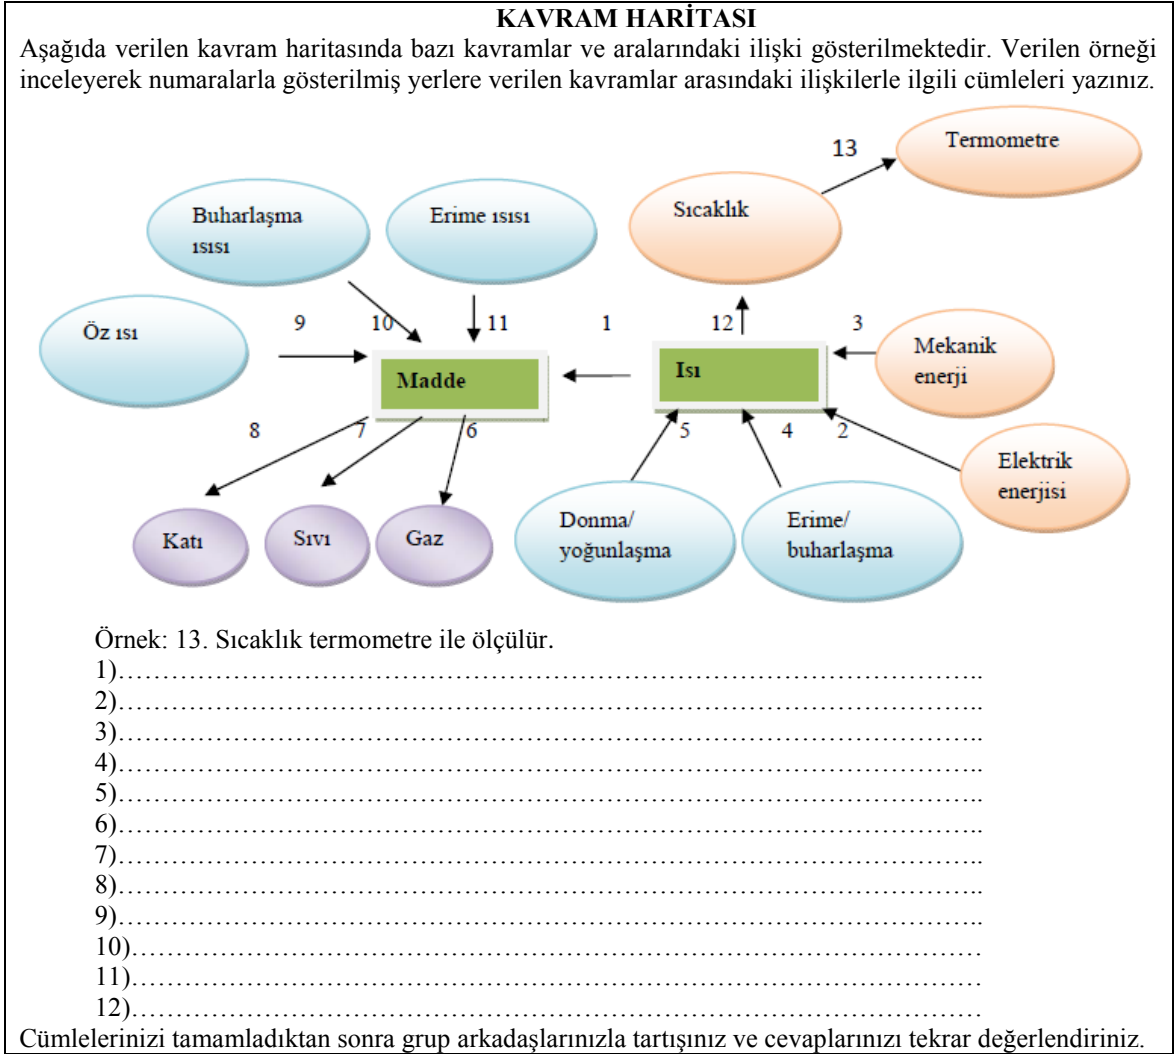 KAVRAM HARİTASI
Aşağıda verilen kavram haritasında bazı kavramlar ve aralarındaki ilişki gösterilmektedir. Verilen örneği
inceleyerek numaralarla gösterilmiş yerlere verilen kavramlar arasındaki ilişkilerle ilgili cümleleri yazınız.
Termometre
13
Buharlaşma
ısısı
Erime ısısı
Sıcaklık
Öz ısı
9
10
11
1
12
3
Madde
Isı
Mekanik
enerji
8
7
6
5
4
2
Elektrik
enerjisi
Katı
Sıvı
Gaz
Donma/
yoğunlaşma
Erime/
buharlaşma
Örnek: 13. Sıcaklık termometre ile ölçülür.
1)……………………………………………………………………………..
2)……………………………………………………………………………..
3)……………………………………………………………………………..
4)……………………………………………………………………………..
5)……………………………………………………………………………..
6)……………………………………………………………………………..
7)……………………………………………………………………………..
8)……………………………………………………………………………..
9)……………………………………………………………………………..
10)……………………………………………………………………………
11)……………………………………………………………………………
12)……………………………………………………………………………
Cümlelerinizi tamamladıktan sonra grup arkadaşlarınızla tartışınız ve cevaplarınızı tekrar değerlendiriniz.